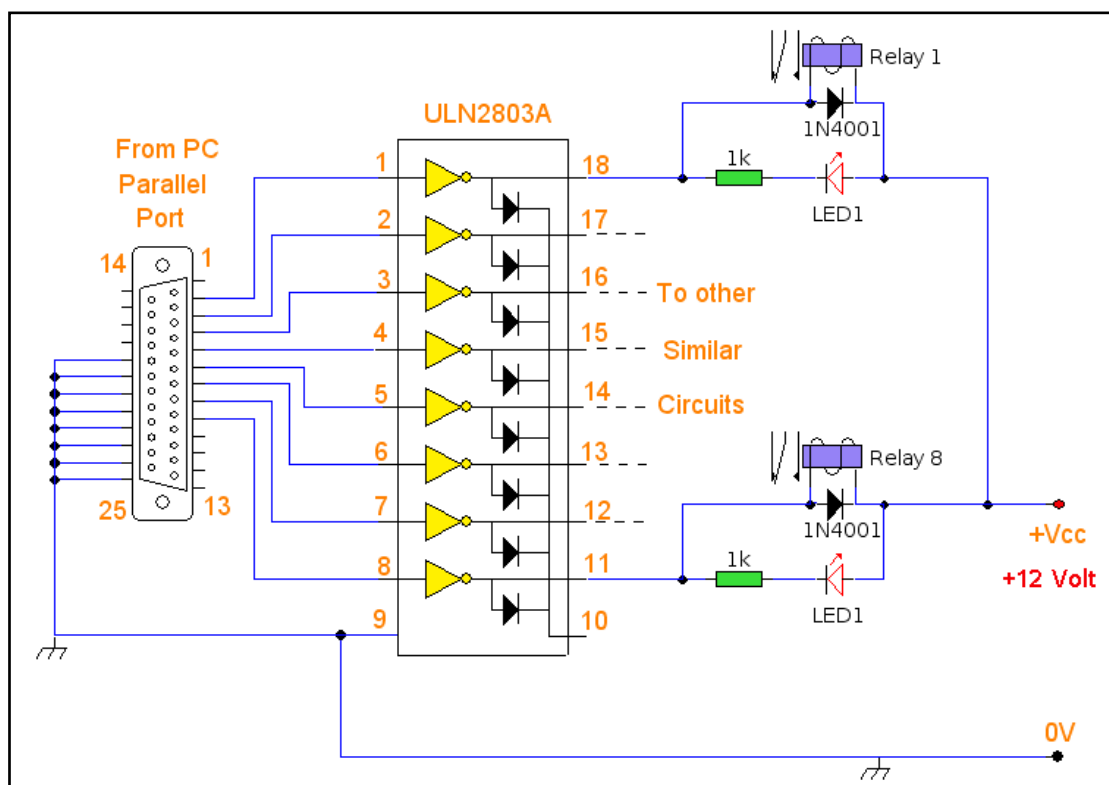 Relay 1
1N4001
1k
LED1
ULN2803A
From PC
Parallel
Port
14
1
25
13
1
2
3
4
5
6
7
8
9
18
17
16
15
14
13
12
11
10
To other
Similar
Circuits
Relay 8
1N4001
1k
LED1
+Vcc
+12 Volt
0V